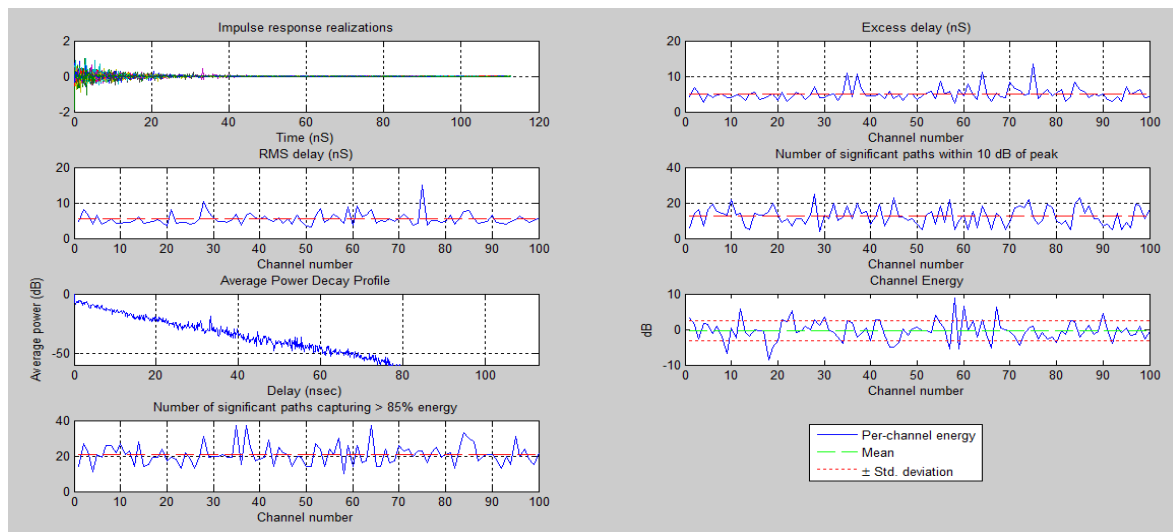 Impulse response realizations
2
0
-2
0 20 40 60 80 100 120
Time (nS)
RMS delay (nS)
20
10
0
0 10 20 30 40 50 60 70 80 90 100
Channel number
Average Power Decay Profile
Average power (dB)
0
-50
0 20 40 60 80 100
Delay (nsec)
Number of significant paths capturing > 85% energy
40
20
0
0 10 20 30 40 50 60 70 80 90 100
Channel number
Excess delay (nS)
20
10
0
0 10 20 30 40 50 60 70 80 90 100
Channel number
Number of significant paths within 10 dB of peak
40
20
0
0 10 20 30 40 50 60 70 80 90 100
Channel number
Channel Energy
dB
10
0
-10
0 10 20 30 40 50 60 70 80 90 100
Channel number
Per-channel energy
Mean
± Std. deviation